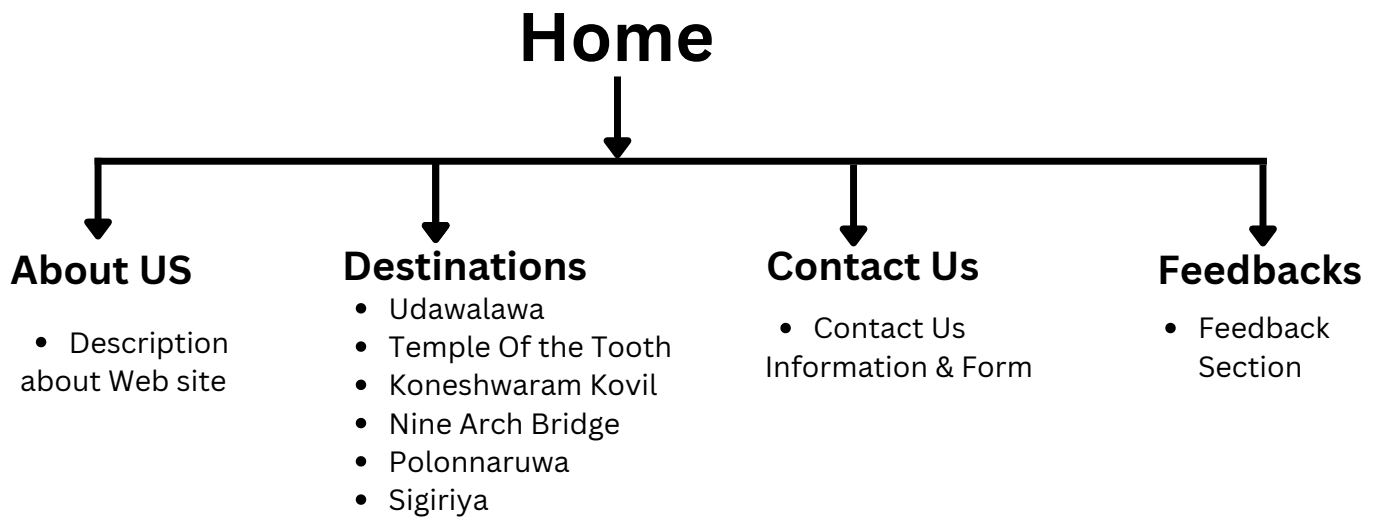 Home
About US
• Description
about Web site
Destinations
• Udawalawa
• Temple Of the Tooth
• Koneshwaram Kovil
• Nine Arch Bridge
• Polonnaruwa
• Sigiriya
Contact Us
• Contact Us
Information & Form
Feedbacks
• Feedback
Section